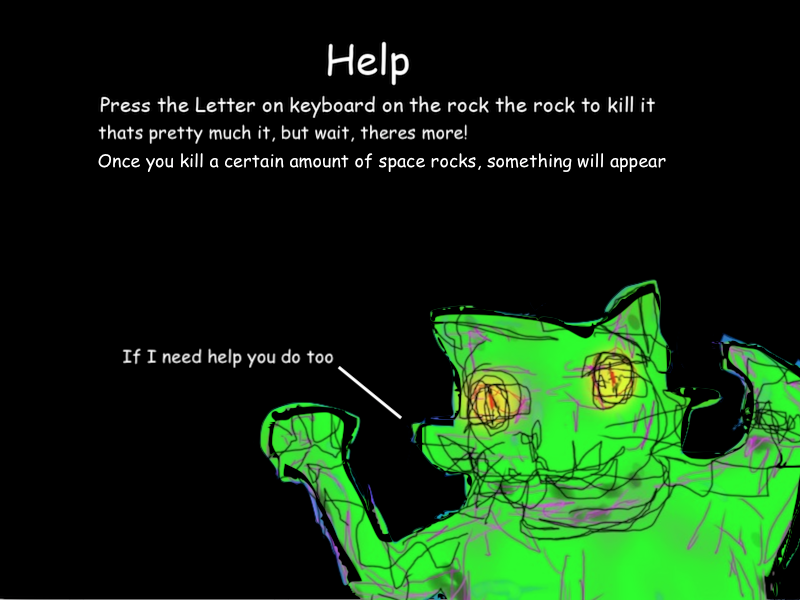 Help
Press the Letter on keyboard on the rock the rock to kill it
thats pretty much it, but wait, theres more!
Once you kill a certain amount of space rocks, something will appear
If I need help you do too